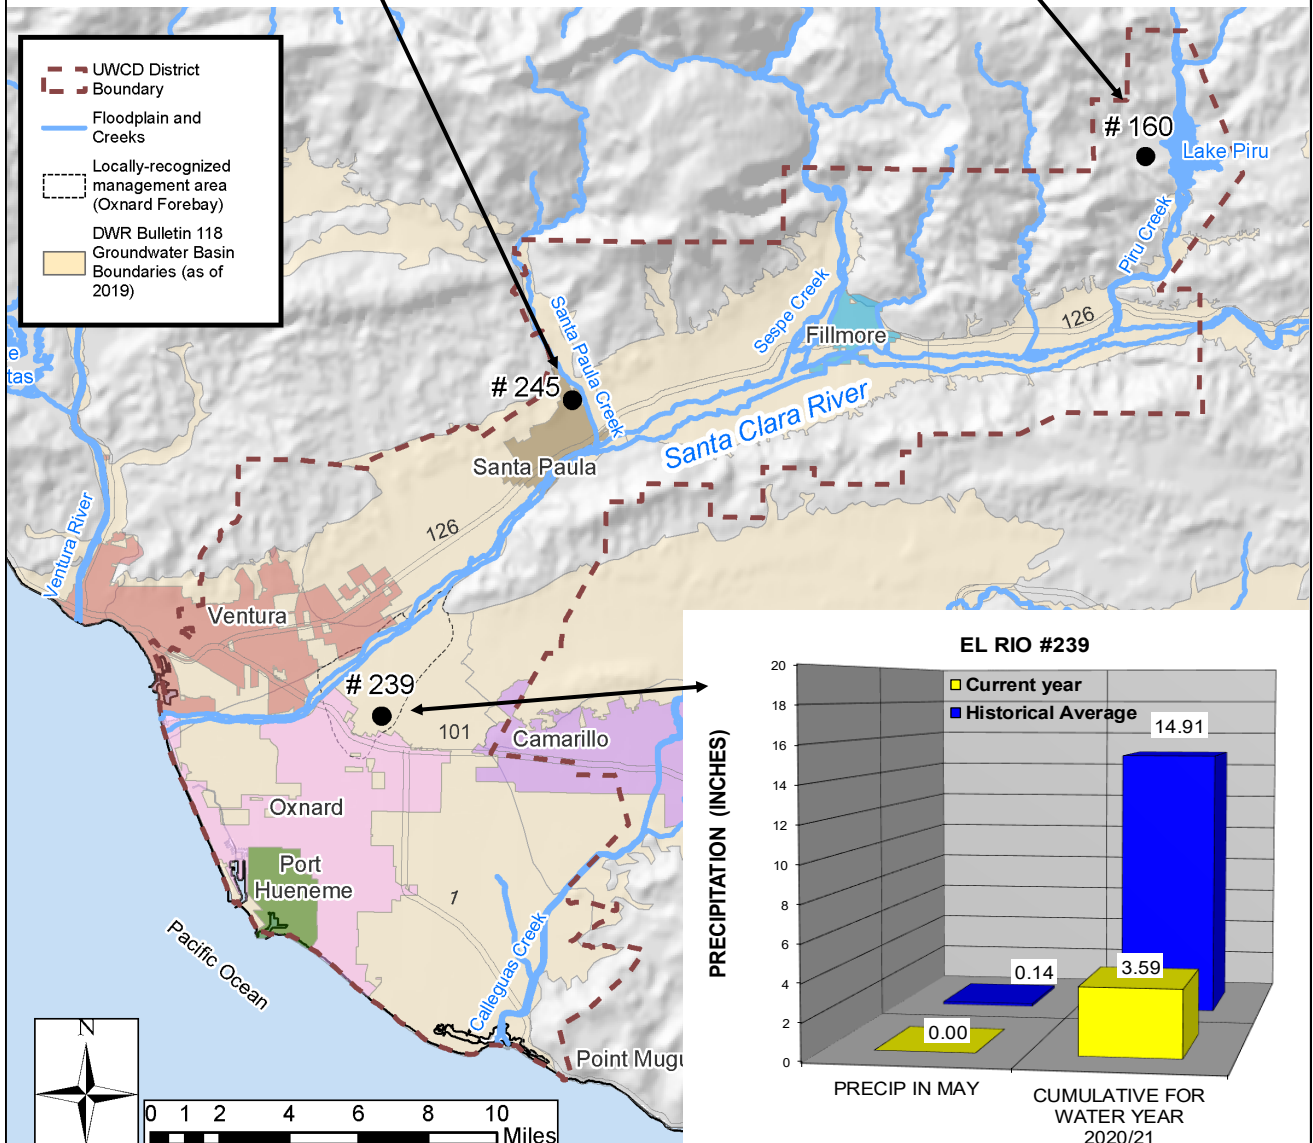 UWCD District
Boundary
Floodplain and
Creeks
Locally-recognized
management area
(Oxnard Forebay)
DWR Bulletin 118
Groundwater Basin
Boundaries (as of
2019)
# 160
Lake Piru
Piru Creek
126
Sespe Creek
Fillmore
Santa Paula Creek
# 245
Santa Clara River
Santa Paula
e
tas
126
Ventura River
Ventura
# 239
101
Camarillo
Oxnard
Port
Hueneme
1
Pacific Ocean
Calleguas Creek
Point Mugu
N
0 1 2 4 6 8 10
Miles
EL RIO #239
Current year
Historical Average
PRECIPITATION (INCHES)
20
18
16
14
12
10
8
6
4
2
0
14.91
3.59
0.14
0.00
PRECIP IN MAY
CUMULATIVE FOR
WATER YEAR
2020/21